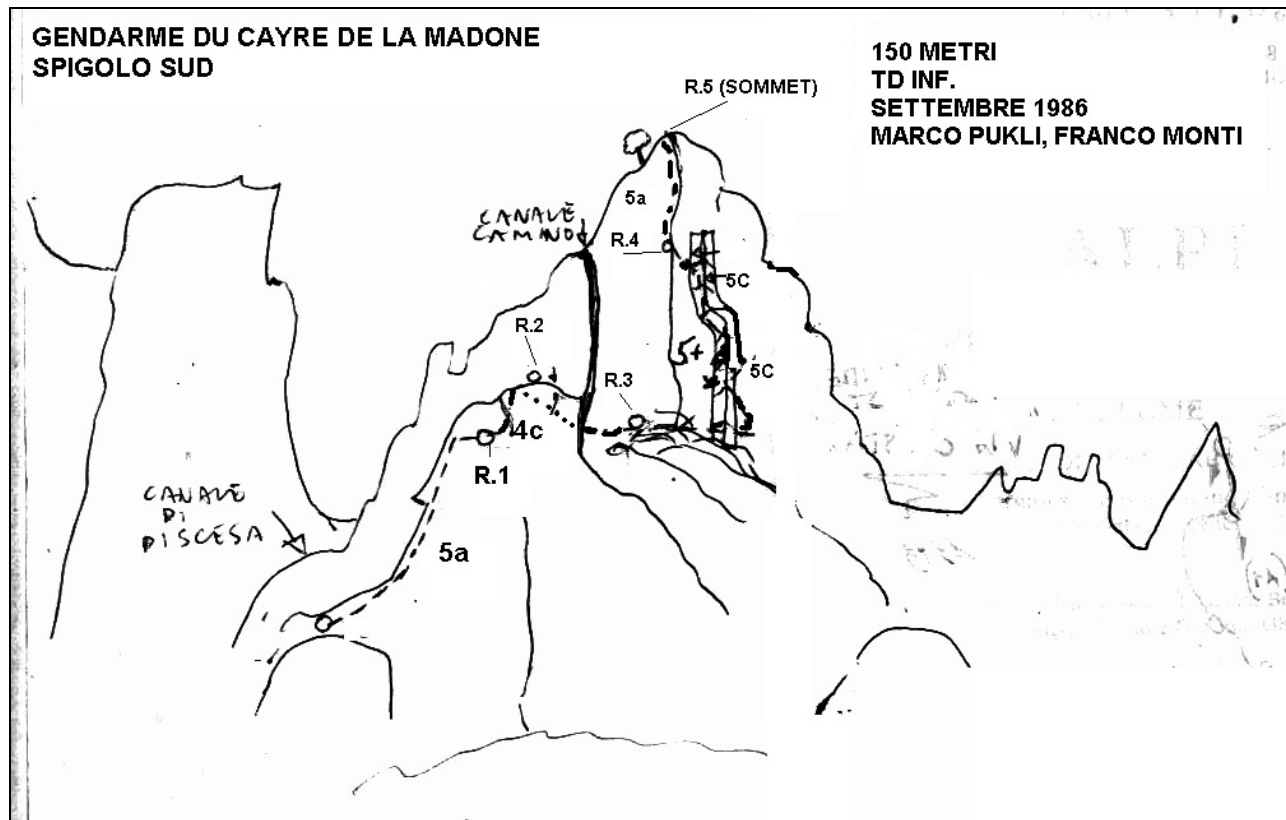 GENDARME DU CAYRE DE LA MADONE
SPIGOLO SUD
150 METRI
TD INF.
SETTEMBRE 1986
MARCO PUKLI, FRANCO MONTI
R.5 (SOMMET)
5a
CANALE
CAMINO
R.4
5C
R.2
5+
5C
R.3
4c
R.1
CANALE
DI
DISCESA
5a
ALPI